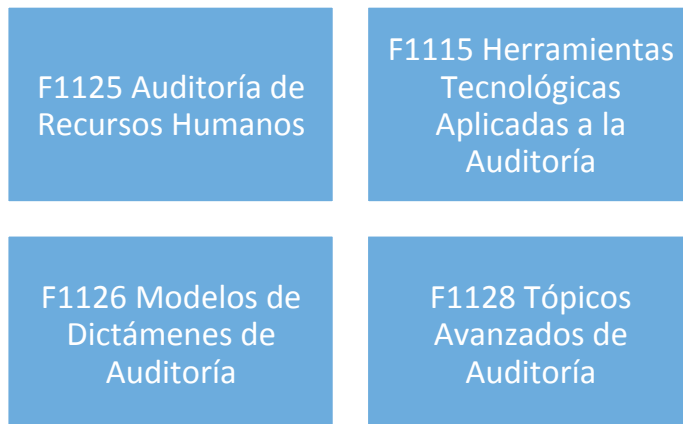 F1125 Auditoría de
Recursos Humanos
F1115 Herramientas
Tecnológicas
Aplicadas a la
Auditoría
F1126 Modelos de
Dictámenes de
Auditoría
F1128 Tópicos
Avanzados de
Auditoría